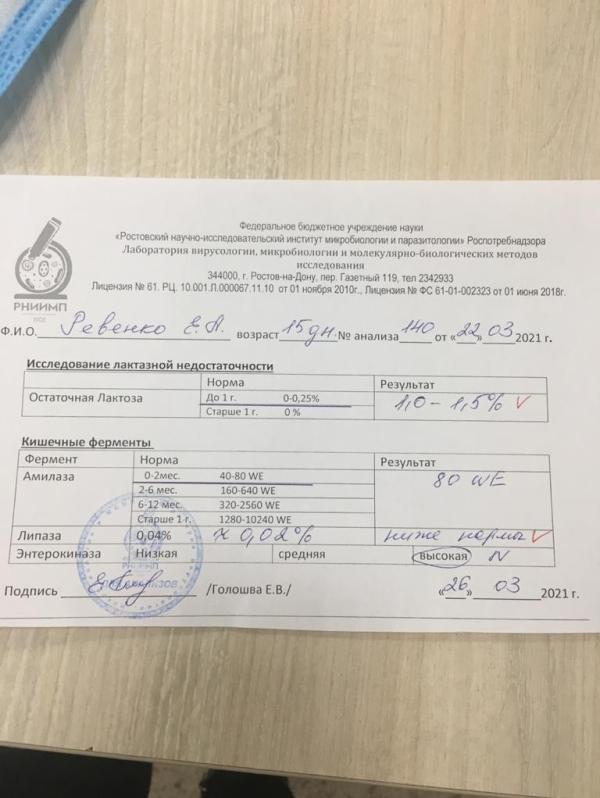 Федеральное бюджетное учреждение науки
«Ростовский научно-исследовательский институт микробиологии и паразитологии» Роспотребнадзора
Лаборатория вирусологии, микробиологии и молекулярно-биологических методов
исследования
344000, г. Ростов-на-Дону, пер. Газетный 119, тел 2342933
Лицензия № 61. РЦ. 10.001.Л.000067.11.10 от 01 ноября 2010г., Лицензия № ФС 61-01-002323 от 01 июня 2018г.
РНИИМП
Ф.И.О. Ревенко Е.А. возраст 15 дн. № анализа 140 от «22» 03 2021 г.
Исследование лактазной недостаточности
Норма Результат
Остаточная Лактоза До 1 г. 0-0,25% 1,0 – 1,5% V
Старше 1 г. 0 %
Кишечные ферменты
Фермент Норма Результат
Амилаза 0-2мес. 40-80 WE 80 WE
2-6 мес. 160-640 WE
6-12 мес. 320-2560 WE
Старше 1 г. 1280-10240 WE
Липаза 0,04% 0,02% ниже нормы V
Энтерокиназа Низкая средняя высокая N
Подпись /Голошва Е.В./ «26» 03 2021 г.